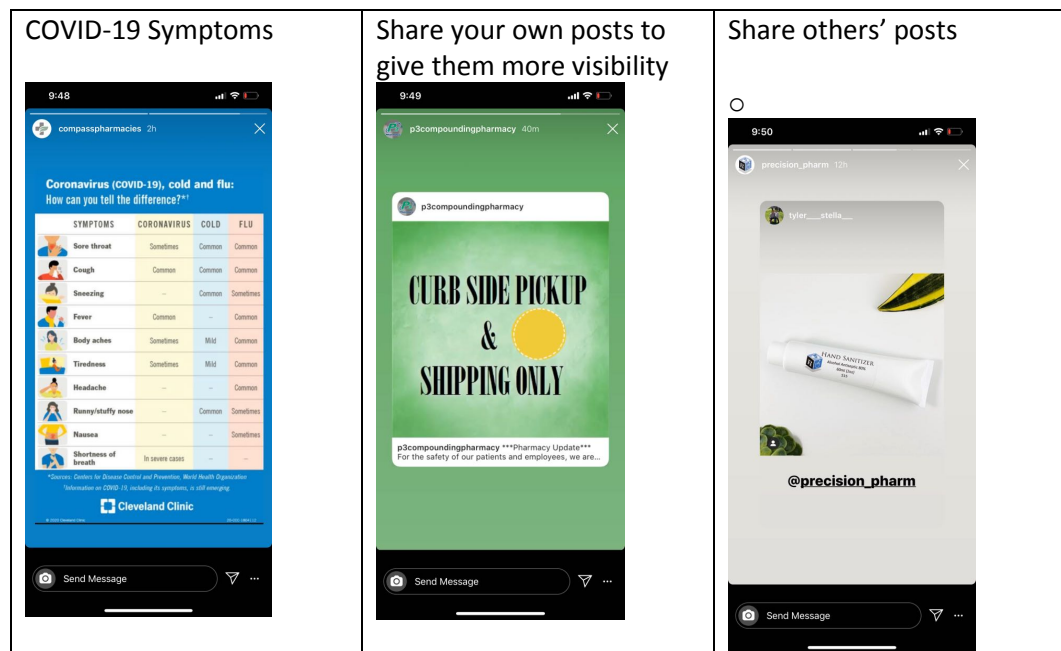 COVID-19 Symptoms
9:48
compasspharmacies 2h
Coronavirus (COVID-19), cold and flu:
How can you tell the difference?*†
SYMPTOMS CORONAVIRUS COLD FLU
Sore throat Sometimes Common Common
Cough Common Common Common
Sneezing – Common Sometimes
Fever Common – Common
Body aches Sometimes Mild Common
Tiredness Sometimes Mild Common
Headache – – Common
Runny/stuffy nose – Common Sometimes
Nausea – – Sometimes
Shortness of breath In severe cases – –
*Sources: Centers for Disease Control and Prevention, World Health Organization
†Information on COVID-19, including its symptoms, is still emerging
Cleveland Clinic
Send Message
Share your own posts to
give them more visibility
9:49
p3compoundingpharmacy 40m
p3compoundingpharmacy
CURB SIDE PICKUP
&
SHIPPING ONLY
p3compoundingpharmacy ***Pharmacy Update***
For the safety of our patients and employees, we are...
Send Message
Share others’ posts
9:50
precision_pharm 12h
tyler___stella__
HAND SANITIZER
@precision_pharm
Send Message